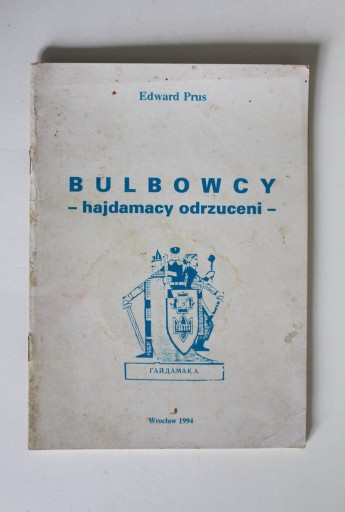 Edward Prus
BULBOWCY
– hajdamacy odrzuceni –
ГАЙДАМАКА
Wrocław 1994